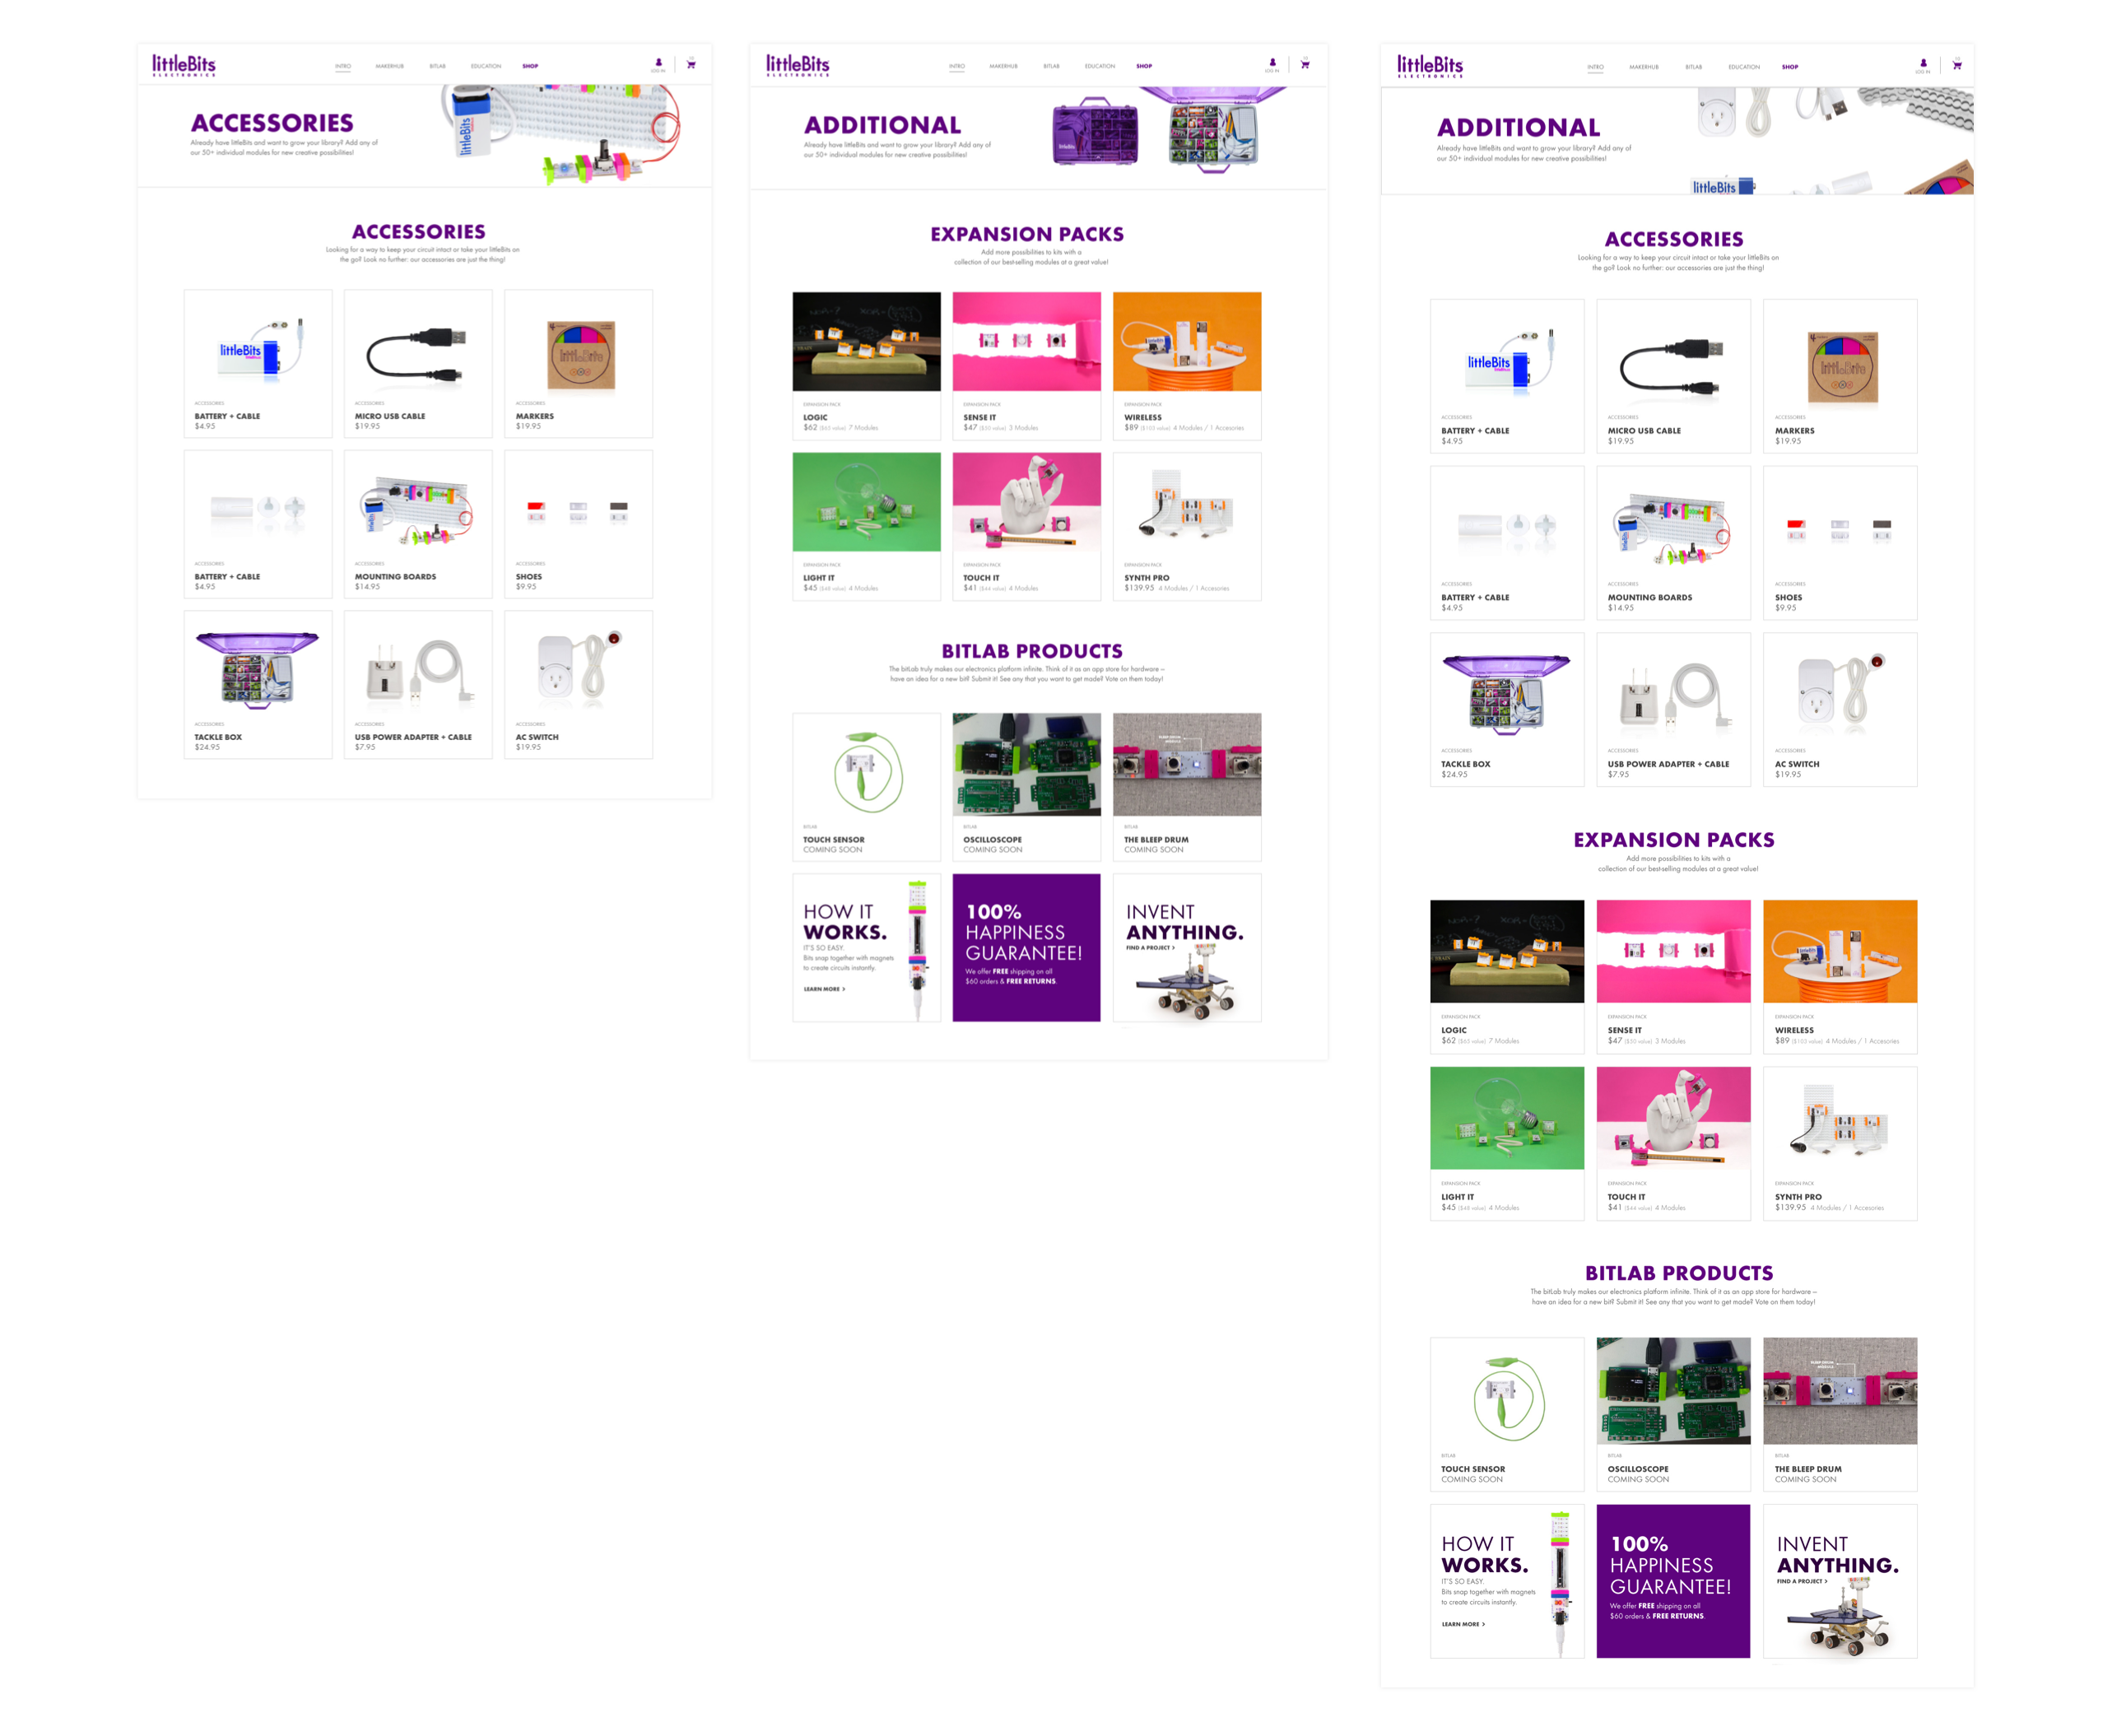 littleBits
ELECTRONICS
INTRO
MAKERHUB
BITLAB
EDUCATION
SHOP
LOG IN
ACCESSORIES
Already have littleBits and want to grow your library? Add any of
our 50+ individual modules for new creative possibilities!
littleBits
ACCESSORIES
Looking for a way to keep your circuit intact or take your littleBits on
the go? Look no further: our accessories are just the thing!
littleBits
ACCESSORIES
BATTERY + CABLE
$4.95
ACCESSORIES
MICRO USB CABLE
$19.95
littleBits
ACCESSORIES
MARKERS
$19.95
ACCESSORIES
BATTERY + CABLE
$4.95
littleBits
ACCESSORIES
MOUNTING BOARDS
$14.95
ACCESSORIES
SHOES
$9.95
ACCESSORIES
TACKLE BOX
$24.95
ACCESSORIES
USB POWER ADAPTER + CABLE
$7.95
ACCESSORIES
AC SWITCH
$19.95
littleBits
ELECTRONICS
INTRO
MAKERHUB
BITLAB
EDUCATION
SHOP
LOG IN
ADDITIONAL
Already have littleBits and want to grow your library? Add any of
our 50+ individual modules for new creative possibilities!
littleBits
EXPANSION PACKS
Add more possibilities to kits with a
collection of our best-selling modules at a great value!
EXPANSION PACK
LOGIC
$62 ($63 value) 7 Modules
EXPANSION PACK
SENSE IT
$47 ($50 value) 3 Modules
EXPANSION PACK
WIRELESS
$89 ($103 value) 4 Modules / 1 Accesories
EXPANSION PACK
LIGHT IT
$45 ($48 value) 4 Modules
EXPANSION PACK
TOUCH IT
$41 ($44 value) 4 Modules
EXPANSION PACK
SYNTH PRO
$139.95 4 Modules / 1 Accesories
BITLAB PRODUCTS
The bitLab truly makes our electronics platform infinite. Think of it as an app store for hardware –
have an idea for a new bit? Submit it! See any that you want to get made? Vote on them today!
BITLAB
TOUCH SENSOR
COMING SOON
BITLAB
OSCILLOSCOPE
COMING SOON
BLEEP DRUM
MODULE
BITLAB
THE BLEEP DRUM
COMING SOON
HOW IT
WORKS.
IT'S SO EASY.
Bits snap together with magnets
to create circuits instantly.
LEARN MORE >
100%
HAPPINESS
GUARANTEE!
We offer FREE shipping on all
$60 orders & FREE RETURNS.
INVENT
ANYTHING.
FIND A PROJECT >
littleBits
ELECTRONICS
INTRO
MAKERHUB
BITLAB
EDUCATION
SHOP
LOG IN
ADDITIONAL
Already have littleBits and want to grow your library? Add any of
our 50+ individual modules for new creative possibilities!
littleBits
ACCESSORIES
Looking for a way to keep your circuit intact or take your littleBits on
the go? Look no further: our accessories are just the thing!
littleBits
ACCESSORIES
BATTERY + CABLE
$4.95
ACCESSORIES
MICRO USB CABLE
$19.95
littleBits
ACCESSORIES
MARKERS
$19.95
ACCESSORIES
BATTERY + CABLE
$4.95
ACCESSORIES
MOUNTING BOARDS
$14.95
ACCESSORIES
SHOES
$9.95
ACCESSORIES
TACKLE BOX
$24.95
ACCESSORIES
USB POWER ADAPTER + CABLE
$7.95
ACCESSORIES
AC SWITCH
$19.95
EXPANSION PACKS
Add more possibilities to kits with a
collection of our best-selling modules at a great value!
EXPANSION PACK
LOGIC
$62 ($63 value) 7 Modules
EXPANSION PACK
SENSE IT
$47 ($50 value) 3 Modules
EXPANSION PACK
WIRELESS
$89 ($103 value) 4 Modules / 1 Accesories
EXPANSION PACK
LIGHT IT
$45 ($48 value) 4 Modules
EXPANSION PACK
TOUCH IT
$41 ($44 value) 4 Modules
EXPANSION PACK
SYNTH PRO
$139.95 4 Modules / 1 Accesories
BITLAB PRODUCTS
The bitLab truly makes our electronics platform infinite. Think of it as an app store for hardware –
have an idea for a new bit? Submit it! See any that you want to get made? Vote on them today!
BITLAB
TOUCH SENSOR
COMING SOON
BITLAB
OSCILLOSCOPE
COMING SOON
BLEEP DRUM
MODULE
BITLAB
THE BLEEP DRUM
COMING SOON
HOW IT
WORKS.
IT'S SO EASY.
Bits snap together with magnets
to create circuits instantly.
LEARN MORE >
100%
HAPPINESS
GUARANTEE!
We offer FREE shipping on all
$60 orders & FREE RETURNS.
INVENT
ANYTHING.
FIND A PROJECT >